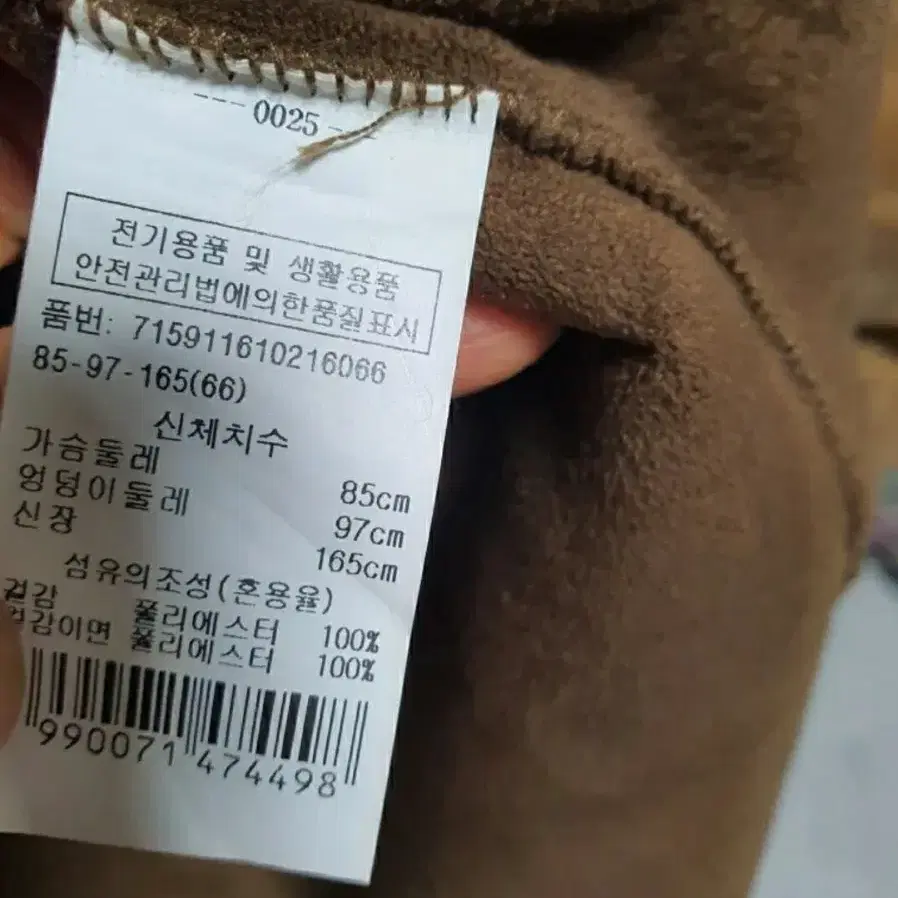 ---0025--
전기용품 및 생활용품
안전관리법에의한품질표시
품번: 715911610216066
85-97-165(66)
신체치수
가슴둘레 85cm
엉덩이둘레 97cm
신장 165cm
섬유의조성(혼용율)
겉감 폴리에스터 100%
겉감이면 폴리에스터 100%
990071 474498